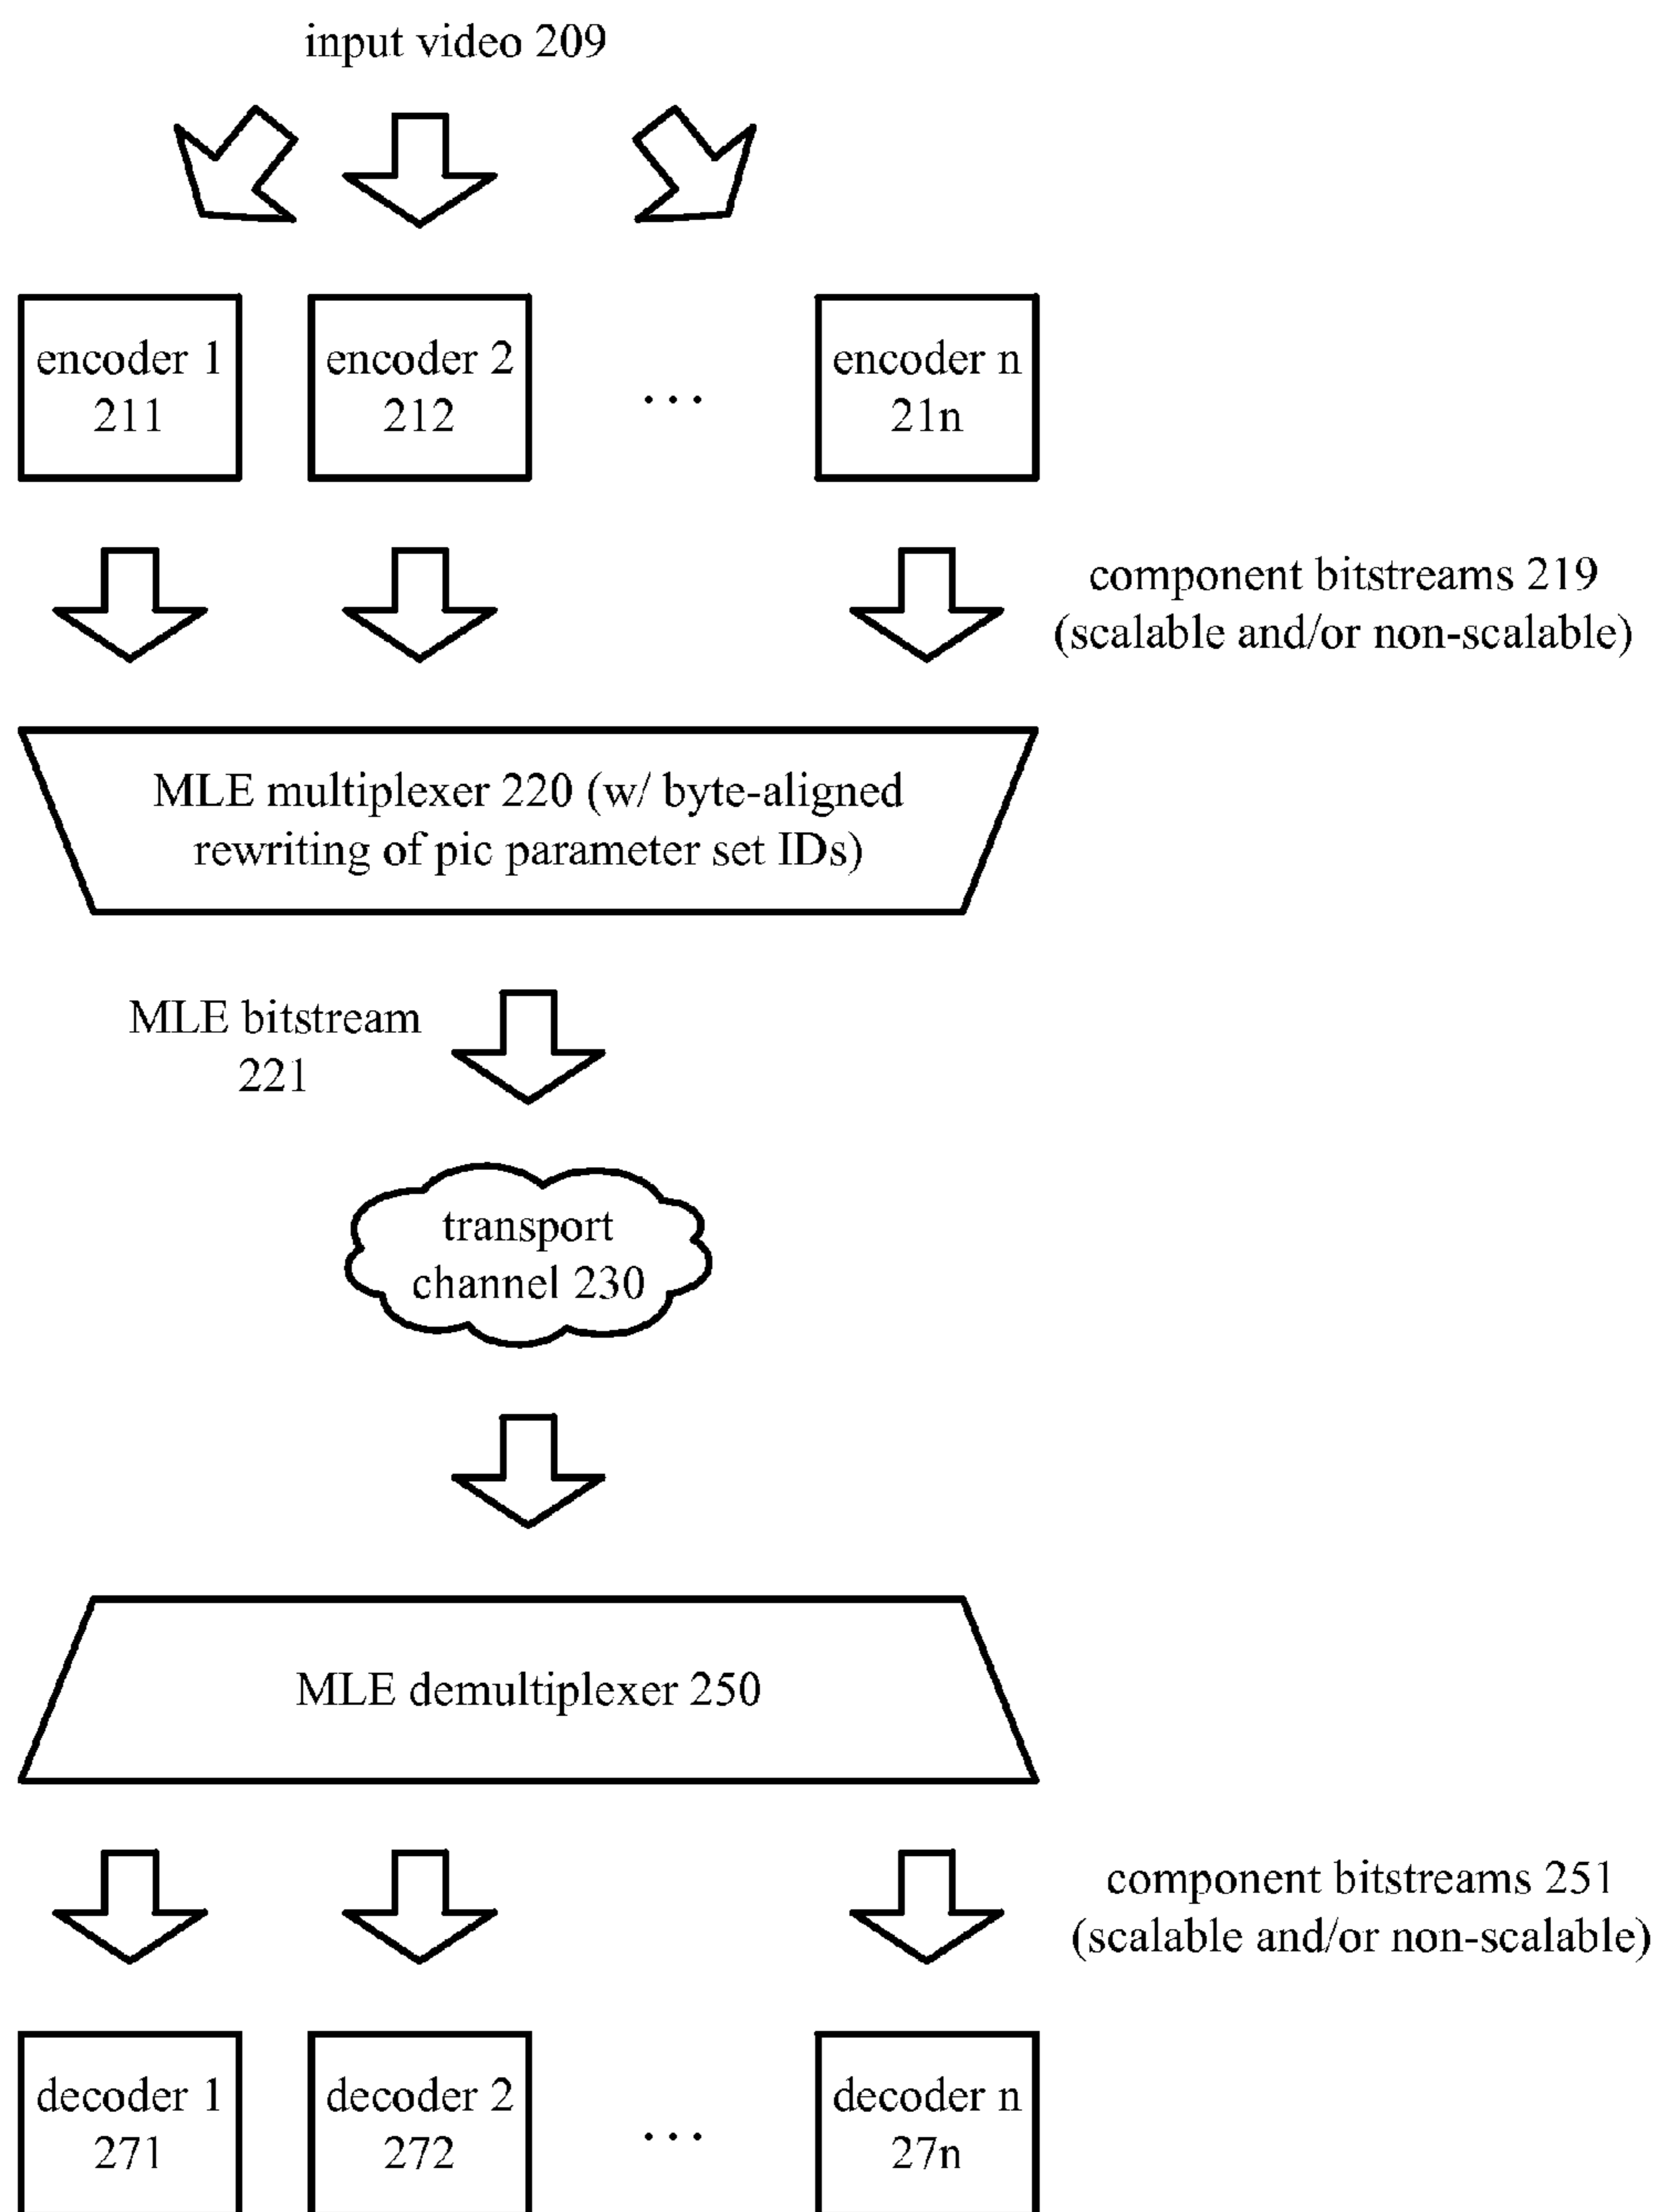 input video 209
encoder 1
211
encoder 2
212
...
encoder n
21n
component bitstreams 219
(scalable and/or non-scalable)
MLE multiplexer 220 (w/ byte-aligned
rewriting of pic parameter set IDs)
MLE bitstream
221
transport
channel 230
MLE demultiplexer 250
component bitstreams 251
(scalable and/or non-scalable)
decoder 1
271
decoder 2
272
...
decoder n
27n